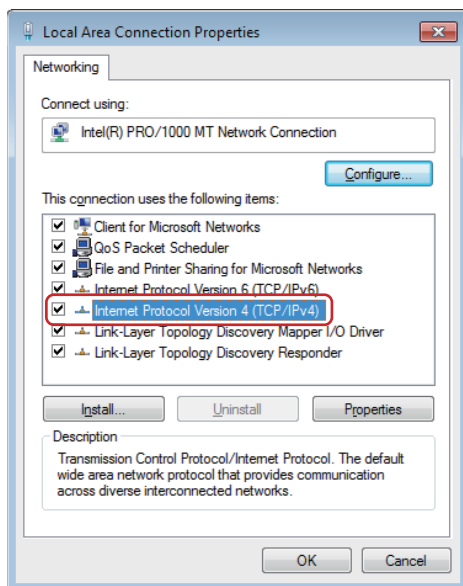 Local Area Connection Properties
Networking
Connect using:
Intel(R) PRO/1000 MT Network Connection
Configure...
This connection uses the following items:
Client for Microsoft Networks
QoS Packet Scheduler
File and Printer Sharing for Microsoft Networks
Internet Protocol Version 6 (TCP/IPv6)
Internet Protocol Version 4 (TCP/IPv4)
Link-Layer Topology Discovery Mapper I/O Driver
Link-Layer Topology Discovery Responder
Install... Uninstall Properties
Description
Transmission Control Protocol/Internet Protocol. The default
wide area network protocol that provides communication
across diverse interconnected networks.
OK Cancel